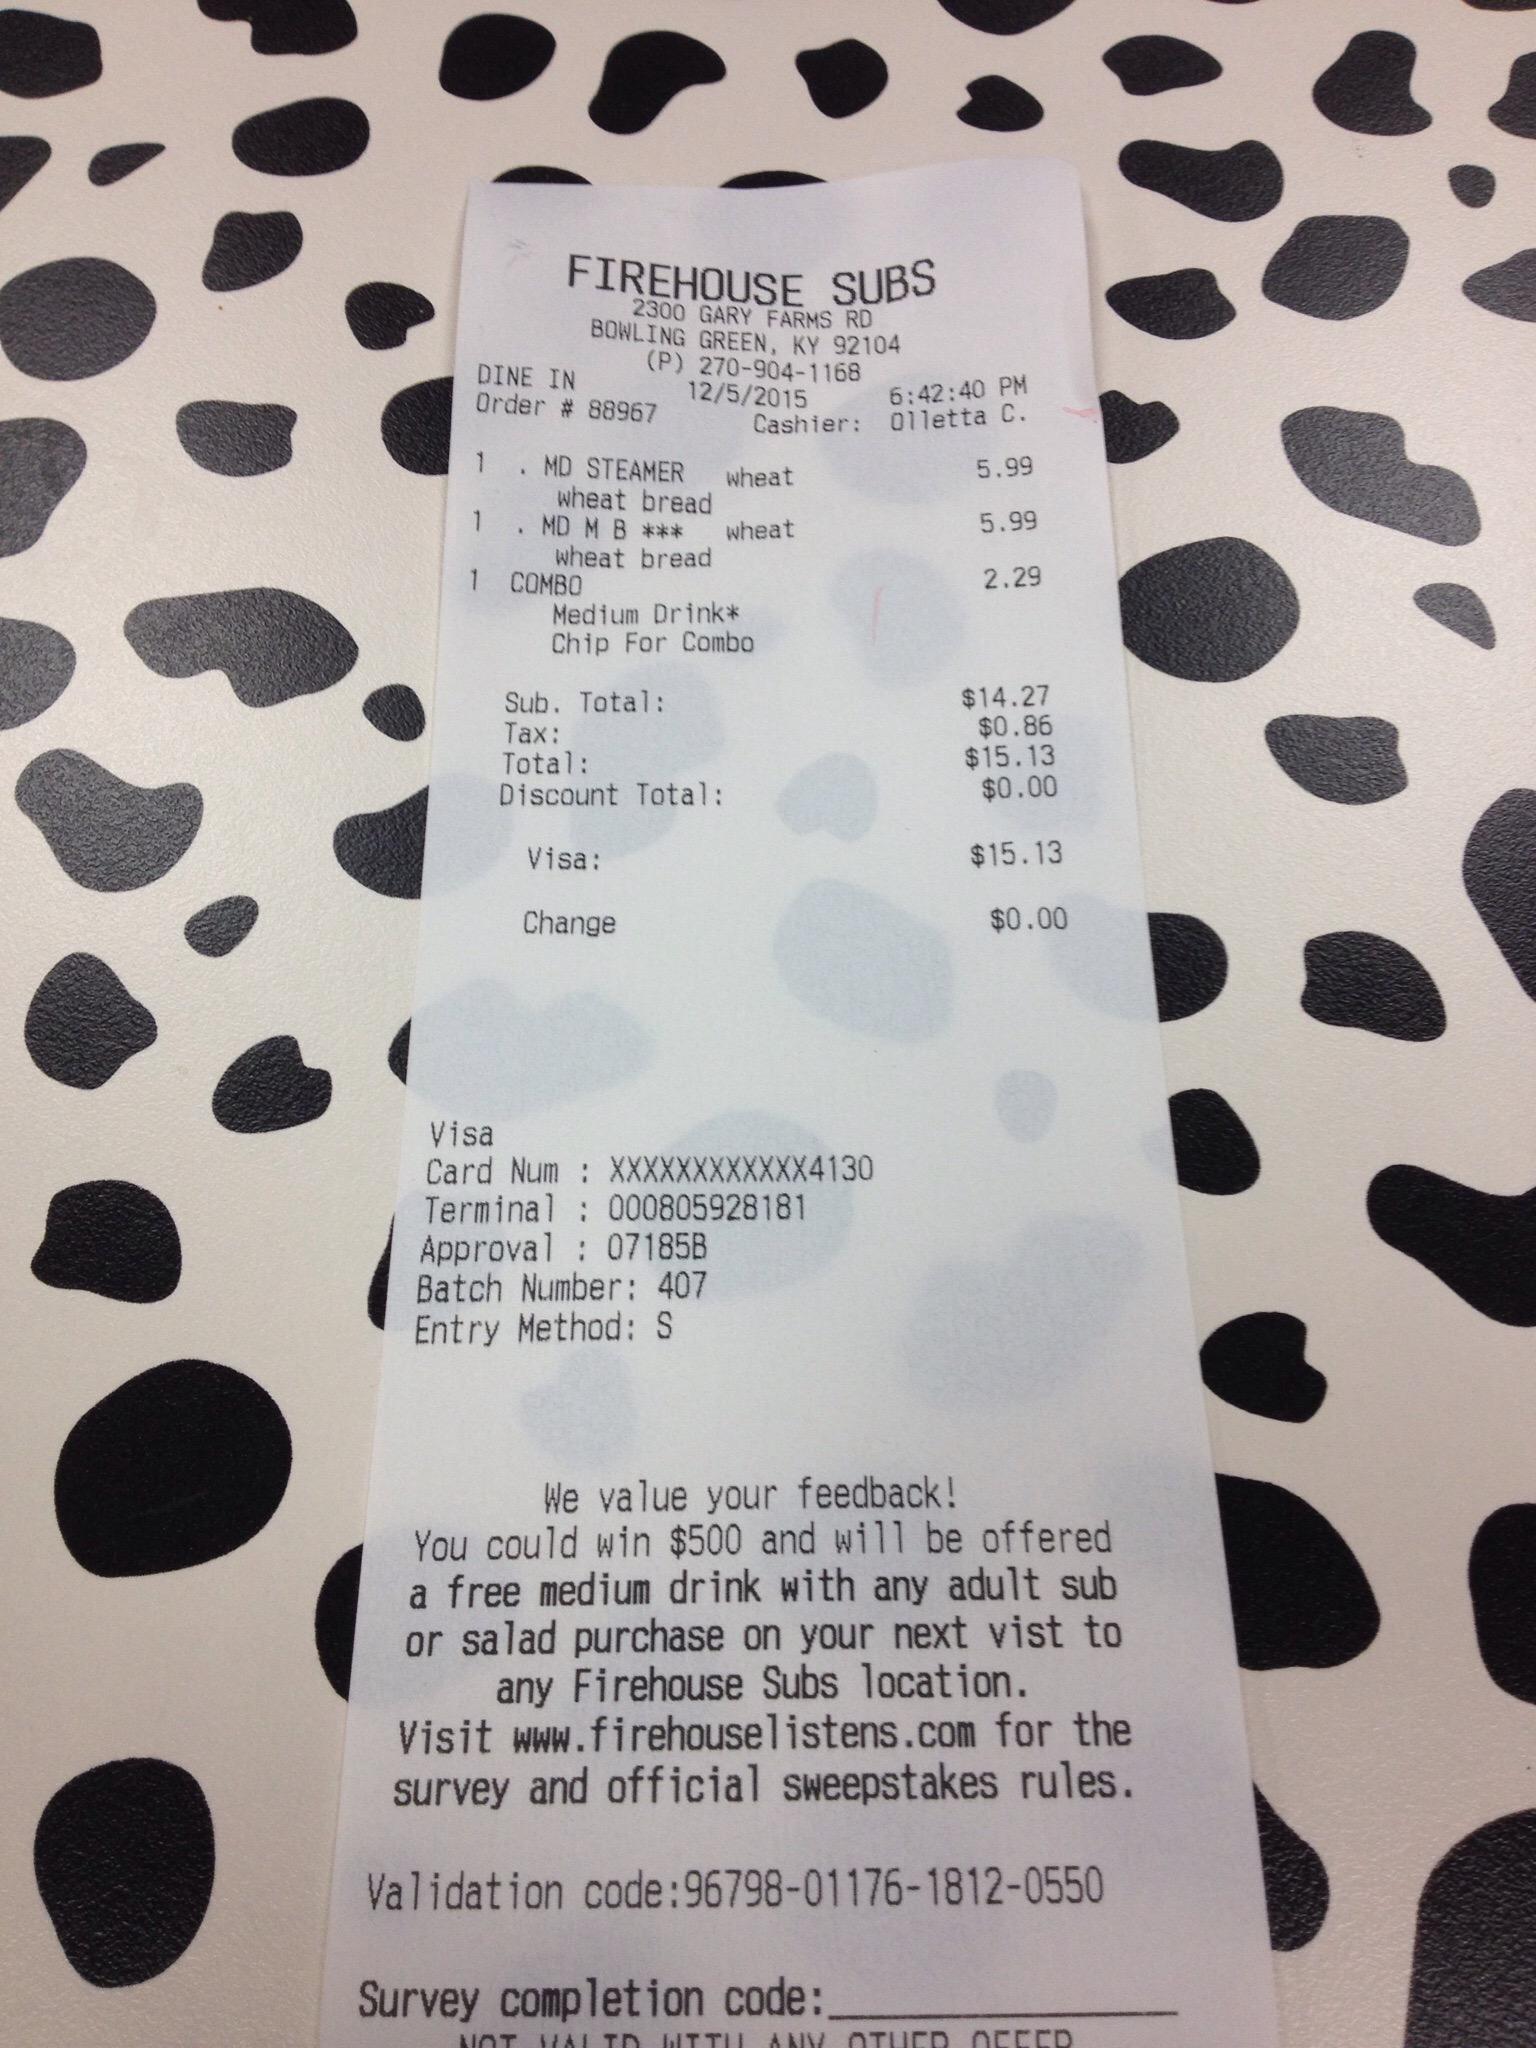 FIREHOUSE SUBS
2300 GARY FARMS RD
BOWLING GREEN, KY 92104
(P) 270-904-1168
DINE IN 12/5/2015 6:42:40 PM
Order # 88967 Cashier: Olletta C.
1 . MD STEAMER wheat 5.99
wheat bread
1 . MD M B *** wheat 5.99
wheat bread
1 COMBO 2.29
Medium Drink*
Chip For Combo
Sub. Total: $14.27
Tax: $0.86
Total: $15.13
Discount Total: $0.00
Visa: $15.13
Change $0.00
Visa
Card Num : XXXXXXXXXXXX4130
Terminal : 000805928181
Approval : 07185B
Batch Number: 407
Entry Method: S
We value your feedback!
You could win $500 and will be offered
a free medium drink with any adult sub
or salad purchase on your next vist to
any Firehouse Subs location.
Visit www.firehouselistens.com for the
survey and official sweepstakes rules.
Validation code:96798-01176-1812-0550
Survey completion code:____________________
NOT VALID WITH ANY OTHER OFFER